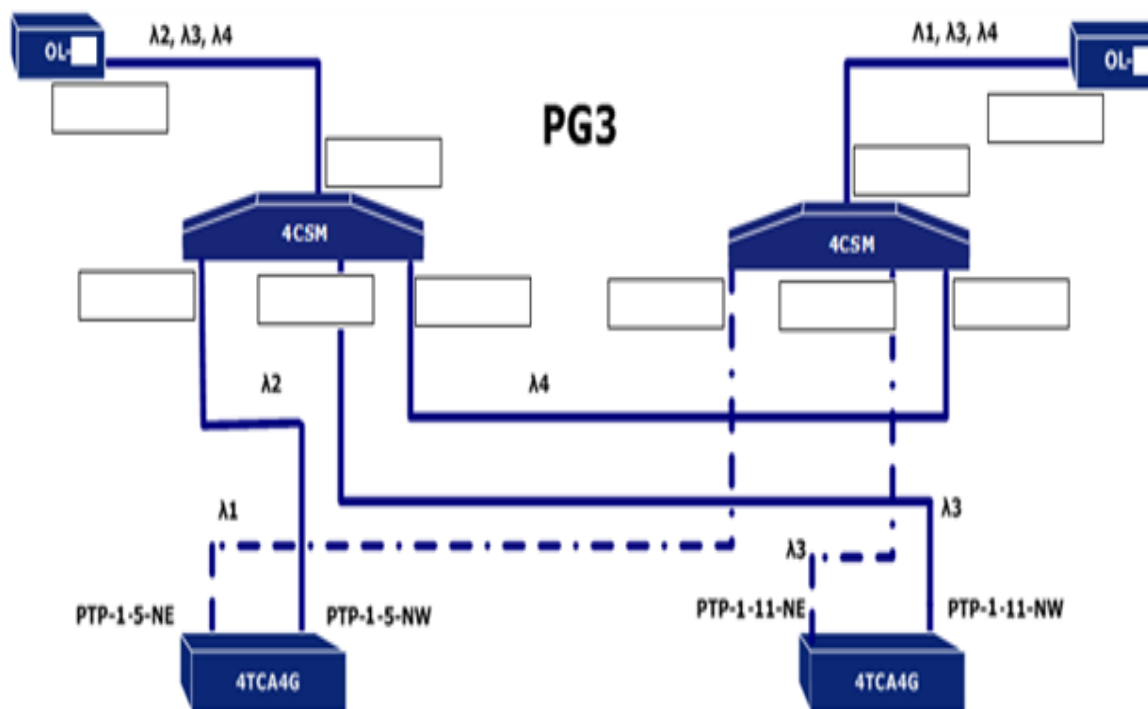 λ2, λ3, λ4
Λ1, λ3, λ4
OL-
OL-
PG3
4CSM
4CSM
λ2
λ4
λ1
λ3
λ3
PTP-1-5-NE
PTP-1-5-NW
PTP-1-11-NE
PTP-1-11-NW
4TCA4G
4TCA4G